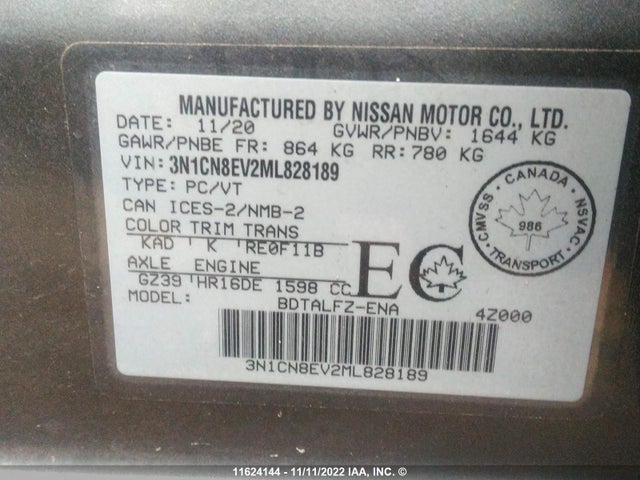 MANUFACTURED BY NISSAN MOTOR CO., LTD.
DATE: 11/20 GVWR/PNBV: 1644 KG
GAWR/PNBE FR: 864 KG RR: 780 KG
VIN: 3N1CN8EV2ML828189
TYPE: PC/VT
CAN ICES-2/NMB-2
COLOR TRIM TRANS
KAD K RE0F11B
AXLE ENGINE
GZ39 HR16DE 1598 CC
MODEL: BDTALFZ-ENA
EC
CANADA
CMVSS NSVAC
986
TRANSPORT
4Z000
3N1CN8EV2ML828189
11624144 - 11/11/2022 IAA, INC. ©